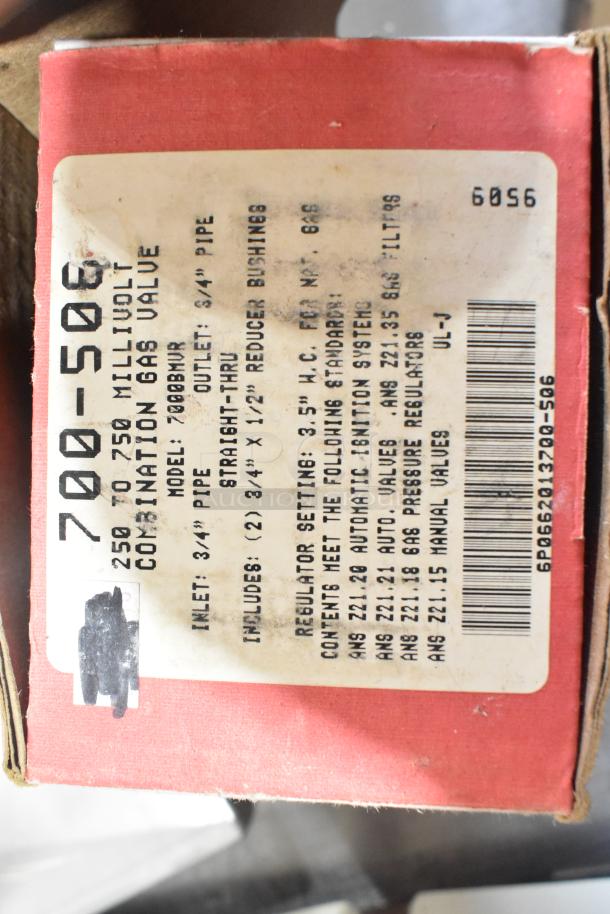 700-506
250 TO 750 MILLIVOLT
COMBINATION GAS VALVE
MODEL: 7000BMVR
INLET: 3/4" PIPE OUTLET: 3/4" PIPE
STRAIGHT-THRU
INCLUDES: (2) 3/4" X 1/2" REDUCER BUSHINGS
REGULATOR SETTING: 3.5" W.C. FOR NAT. GAS
CONTENTS MEET THE FOLLOWING STANDARDS:
ANS Z21.20 AUTOMATIC IGNITION SYSTEMS
ANS Z21.21 AUTO. VALVES .ANS Z21.35 GAS FILTERS
ANS Z21.18 GAS PRESSURE REGULATORS
ANS Z21.15 MANUAL VALVES UL-J
6P0662013700-506
9509